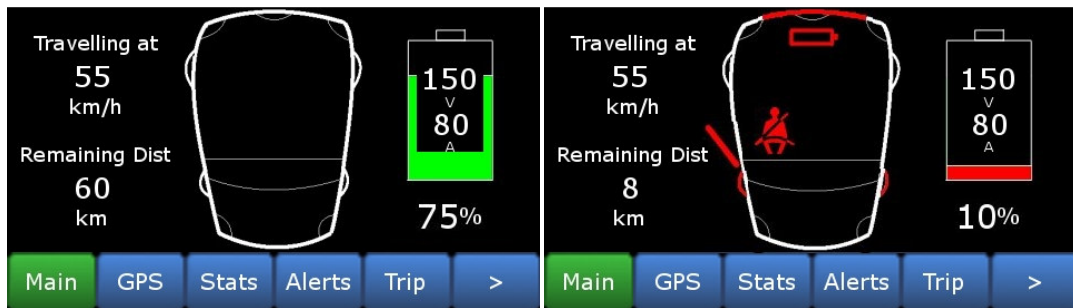 Travelling at
55
km/h
Remaining Dist
60
km
150
V
80
A
75%
Main GPS Stats Alerts Trip >
Travelling at
55
km/h
Remaining Dist
8
km
150
V
80
A
10%
Main GPS Stats Alerts Trip >